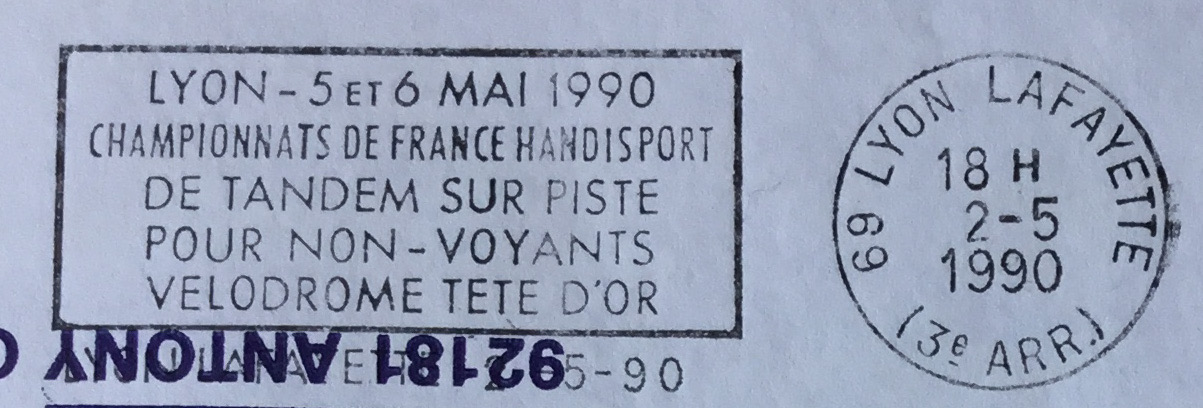 LYON - 5 ET 6 MAI 1990
CHAMPIONNATS DE FRANCE HANDISPORT
DE TANDEM SUR PISTE
POUR NON-VOYANTS
VELODROME TETE D'OR
92181 ANTONY
5-90
69 LYON LAFAYETTE
18 H
2-5
1990
(3e ARR.)